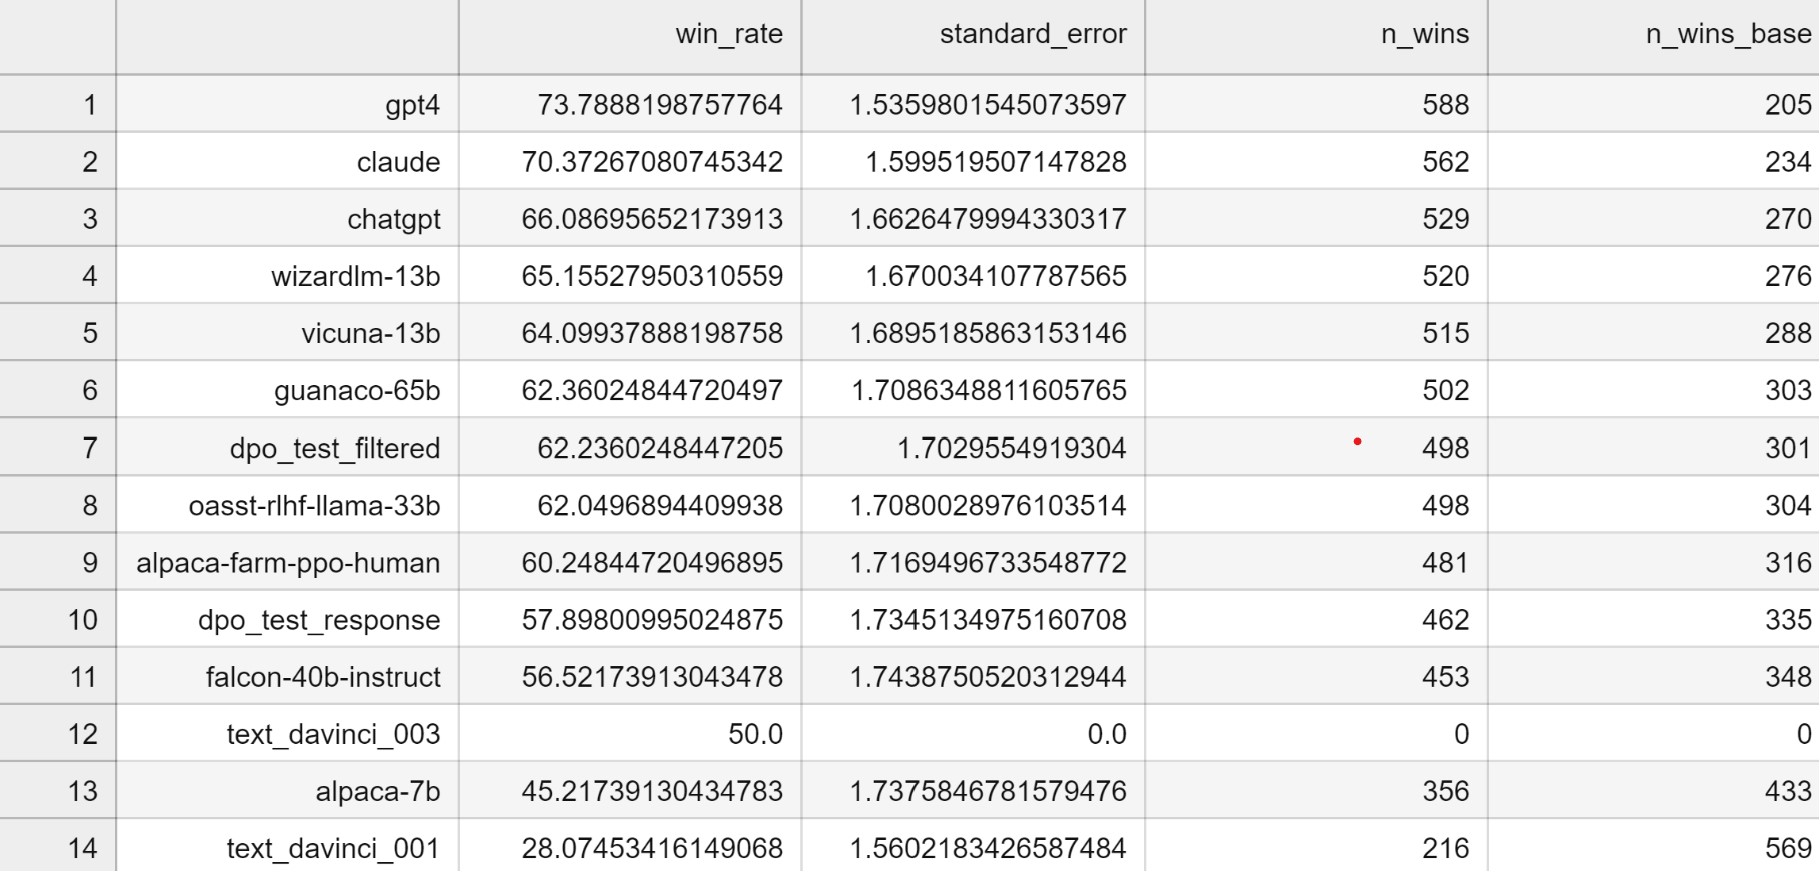 win_rate standard_error n_wins n_wins_base
1 gpt4 73.7888198757764 1.5359801545073597 588 205
2 claude 70.37267080745342 1.599519507147828 562 234
3 chatgpt 66.08695652173913 1.6626479994330317 529 270
4 wizardlm-13b 65.15527950310559 1.670034107787565 520 276
5 vicuna-13b 64.09937888198758 1.6895185863153146 515 288
6 guanaco-65b 62.36024844720497 1.7086348811605765 502 303
7 dpo_test_filtered 62.2360248447205 1.7029554919304 498 301
8 oasst-rlhf-llama-33b 62.0496894409938 1.7080028976103514 498 304
9 alpaca-farm-ppo-human 60.24844720496895 1.7169496733548772 481 316
10 dpo_test_response 57.89800995024875 1.7345134975160708 462 335
11 falcon-40b-instruct 56.52173913043478 1.7438750520312944 453 348
12 text_davinci_003 50.0 0.0 0 0
13 alpaca-7b 45.21739130434783 1.7375846781579476 356 433
14 text_davinci_001 28.07453416149068 1.5602183426587484 216 569